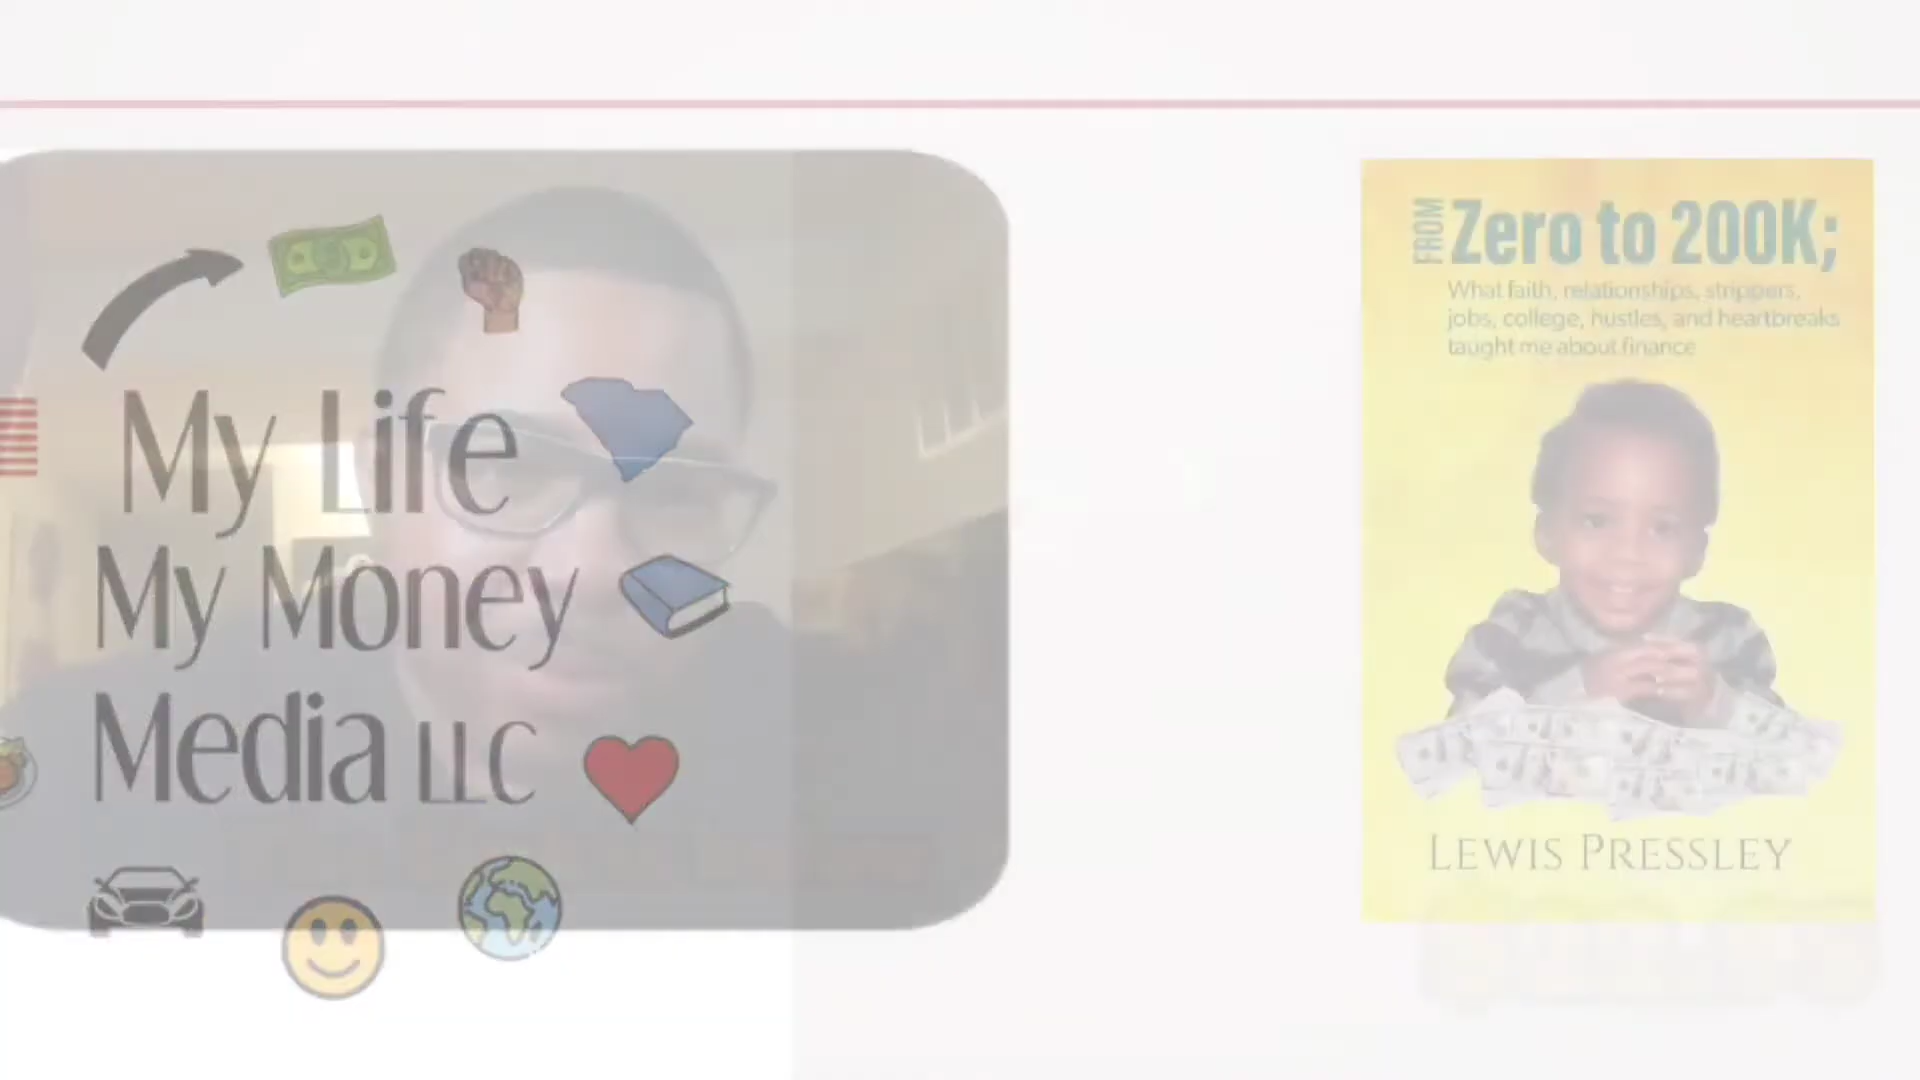 My Life
My Money
Media LLC
FROM Zero to 200K;
What faith, relationships, strippers,
jobs, college, hustles, and heartbreaks
taught me about finance
LEWIS PRESSLEY